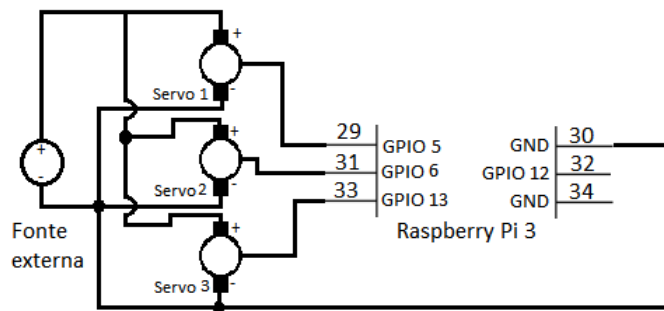 +
Servo 1 -
29 GPIO 5
GND 30
+
+
31 GPIO 6
GPIO 12 32
-
Servo 2 -
33 GPIO 13
GND 34
Fonte
externa
+
Raspberry Pi 3
Servo 3 -